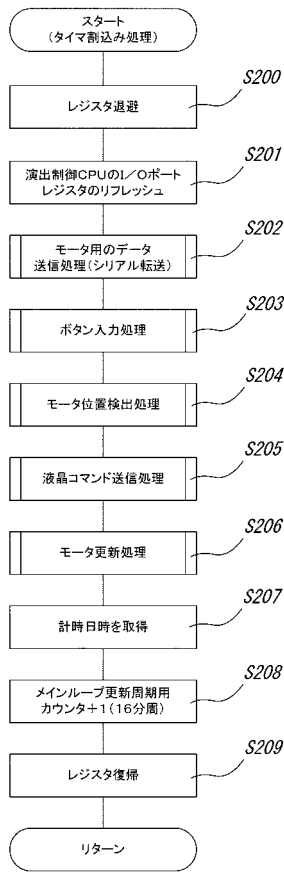 スタート
(タイマ割込み処理)
S200
レジスタ退避
S201
演出制御CPUのI／Oポート
レジスタのリフレッシュ
S202
モータ用のデータ
送信処理(シリアル転送)
S203
ボタン入力処理
S204
モータ位置検出処理
S205
液晶コマンド送信処理
S206
モータ更新処理
S207
計時日時を取得
S208
メインループ更新周期用
カウンタ+1(16分周)
S209
レジスタ復帰
リターン